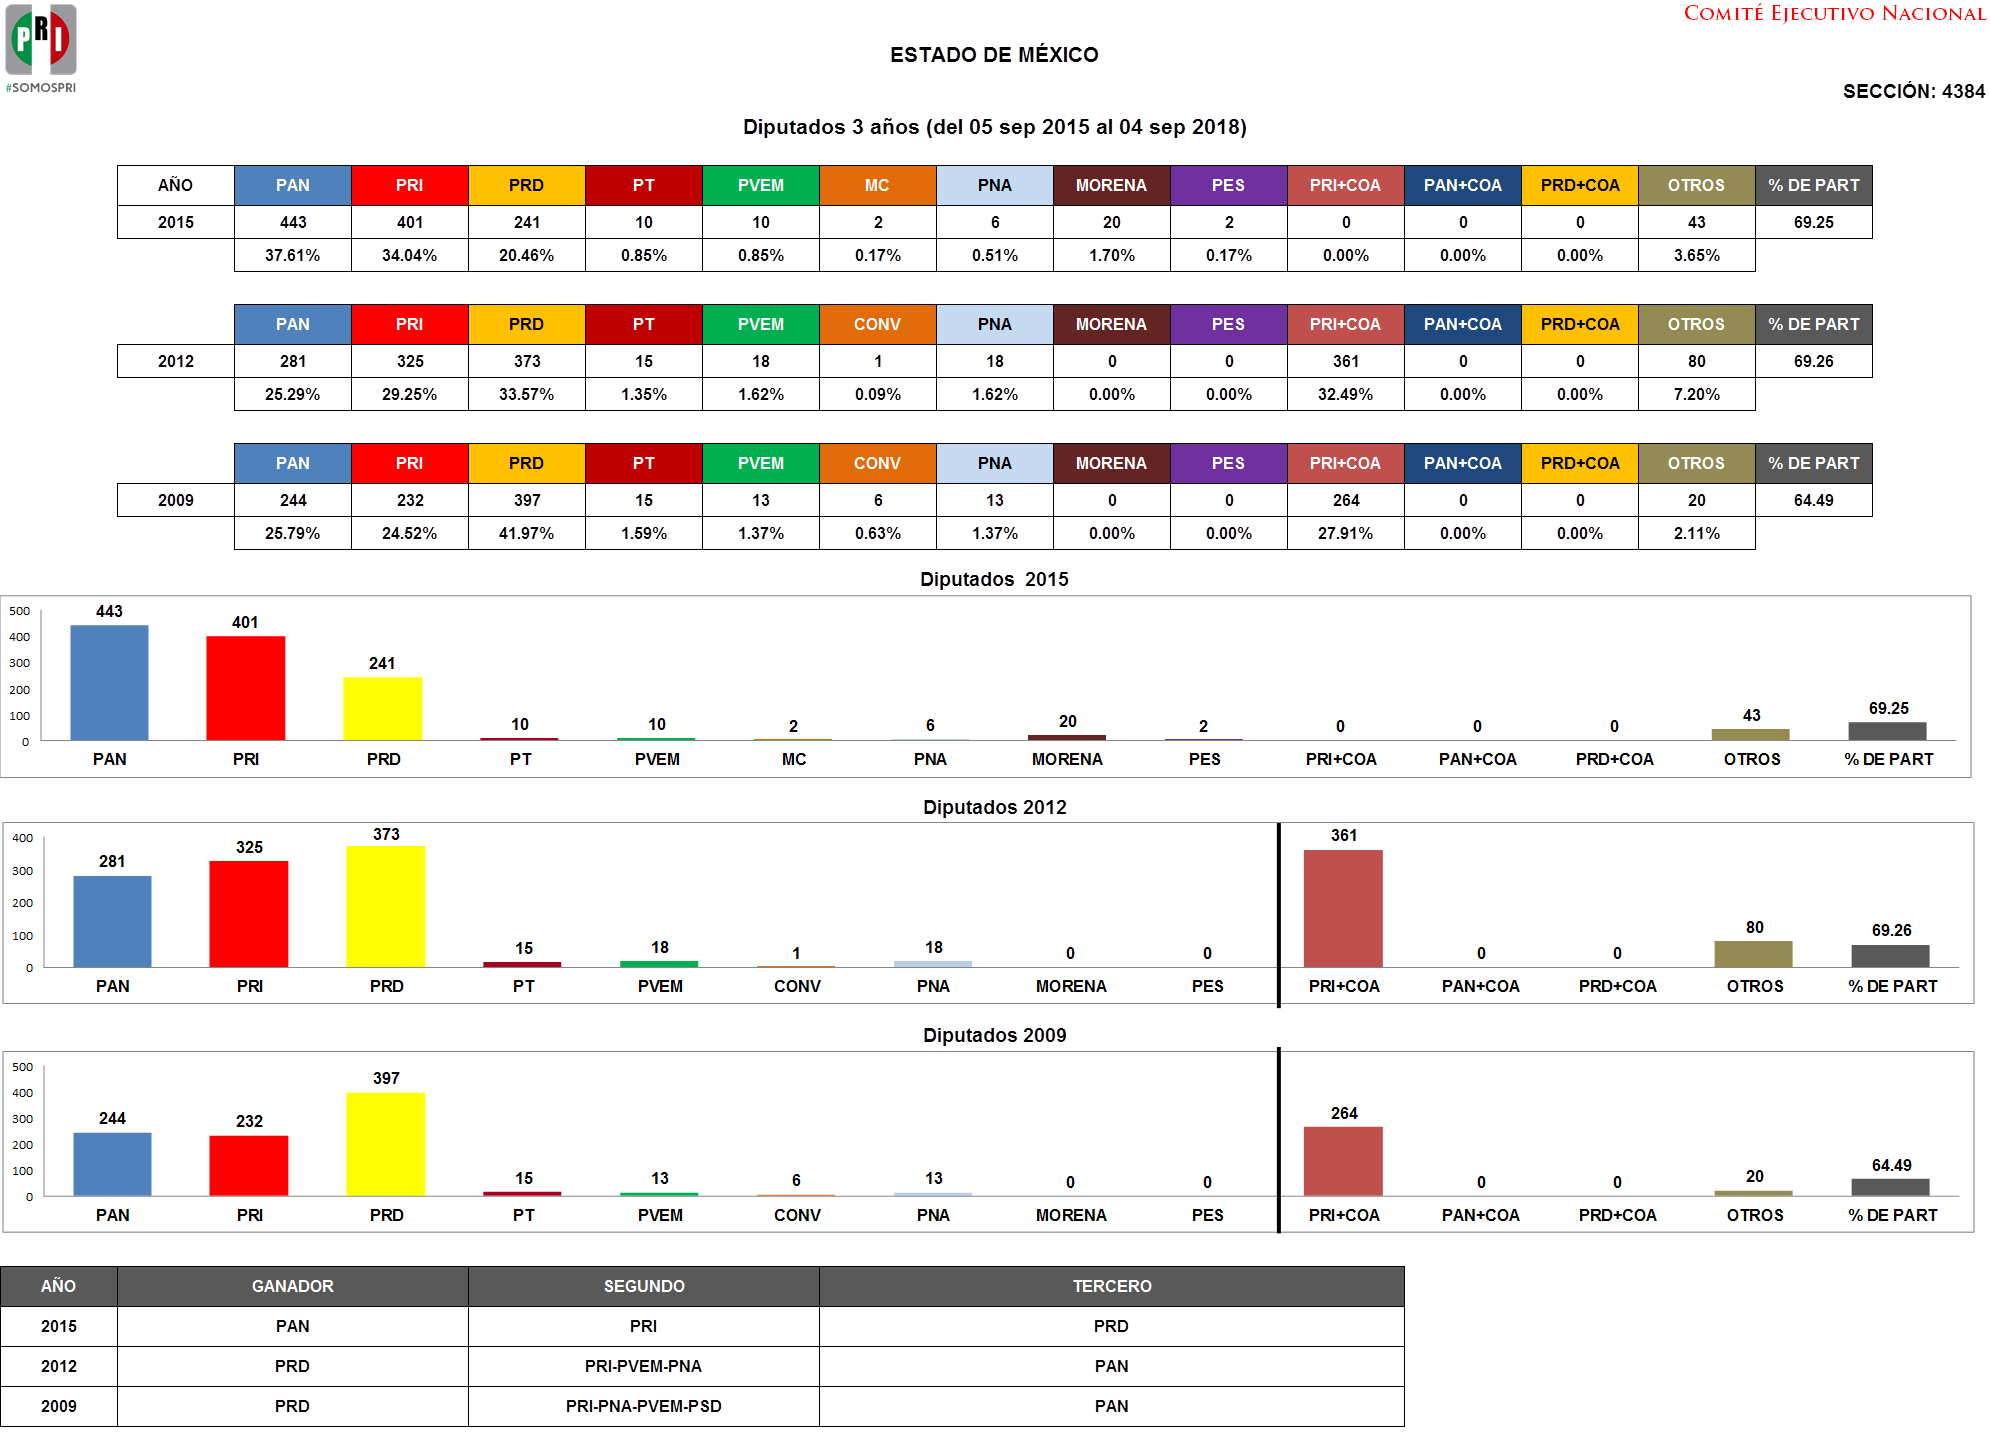 PRI
#SOMOSPRI
COMITÉ EJECUTIVO NACIONAL
ESTADO DE MÉXICO
SECCIÓN: 4384
Diputados 3 años (del 05 sep 2015 al 04 sep 2018)
AÑO PAN PRI PRD PT PVEM MC PNA MORENA PES PRI+COA PAN+COA PRD+COA OTROS % DE PART
2015 443 401 241 10 10 2 6 20 2 0 0 0 43 69.25
37.61% 34.04% 20.46% 0.85% 0.85% 0.17% 0.51% 1.70% 0.17% 0.00% 0.00% 0.00% 3.65%
PAN PRI PRD PT PVEM CONV PNA MORENA PES PRI+COA PAN+COA PRD+COA OTROS % DE PART
2012 281 325 373 15 18 1 18 0 0 361 0 0 80 69.26
25.29% 29.25% 33.57% 1.35% 1.62% 0.09% 1.62% 0.00% 0.00% 32.49% 0.00% 0.00% 7.20%
PAN PRI PRD PT PVEM CONV PNA MORENA PES PRI+COA PAN+COA PRD+COA OTROS % DE PART
2009 244 232 397 15 13 6 13 0 0 264 0 0 20 64.49
25.79% 24.52% 41.97% 1.59% 1.37% 0.63% 1.37% 0.00% 0.00% 27.91% 0.00% 0.00% 2.11%
Diputados 2015
500
400
300
200
100
0
443 401 241 10 10 2 6 20 2 0 0 0 43 69.25
PAN PRI PRD PT PVEM MC PNA MORENA PES PRI+COA PAN+COA PRD+COA OTROS % DE PART
Diputados 2012
400
300
200
100
0
281 325 373 15 18 1 18 0 0 361 0 0 80 69.26
PAN PRI PRD PT PVEM CONV PNA MORENA PES PRI+COA PAN+COA PRD+COA OTROS % DE PART
Diputados 2009
500
400
300
200
100
0
244 232 397 15 13 6 13 0 0 264 0 0 20 64.49
PAN PRI PRD PT PVEM CONV PNA MORENA PES PRI+COA PAN+COA PRD+COA OTROS % DE PART
AÑO GANADOR SEGUNDO TERCERO
2015 PAN PRI PRD
2012 PRD PRI-PVEM-PNA PAN
2009 PRD PRI-PNA-PVEM-PSD PAN